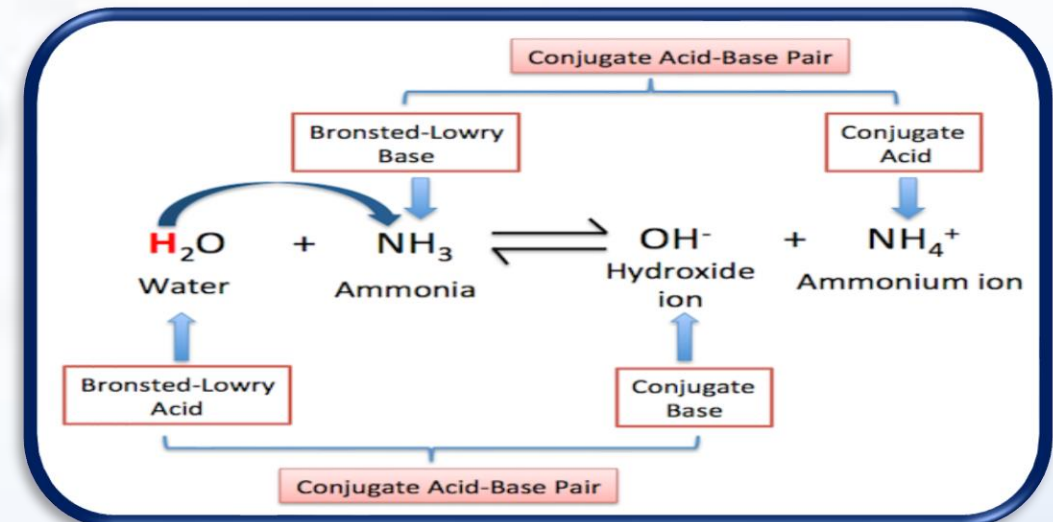 Conjugate Acid-Base Pair
Bronsted-Lowry
Base
Conjugate
Acid
H₂O + NH₃ ⇌ OH⁻ + NH₄⁺
Water
Ammonia
Hydroxide
ion
Ammonium ion
Bronsted-Lowry
Acid
Conjugate
Base
Conjugate Acid-Base Pair